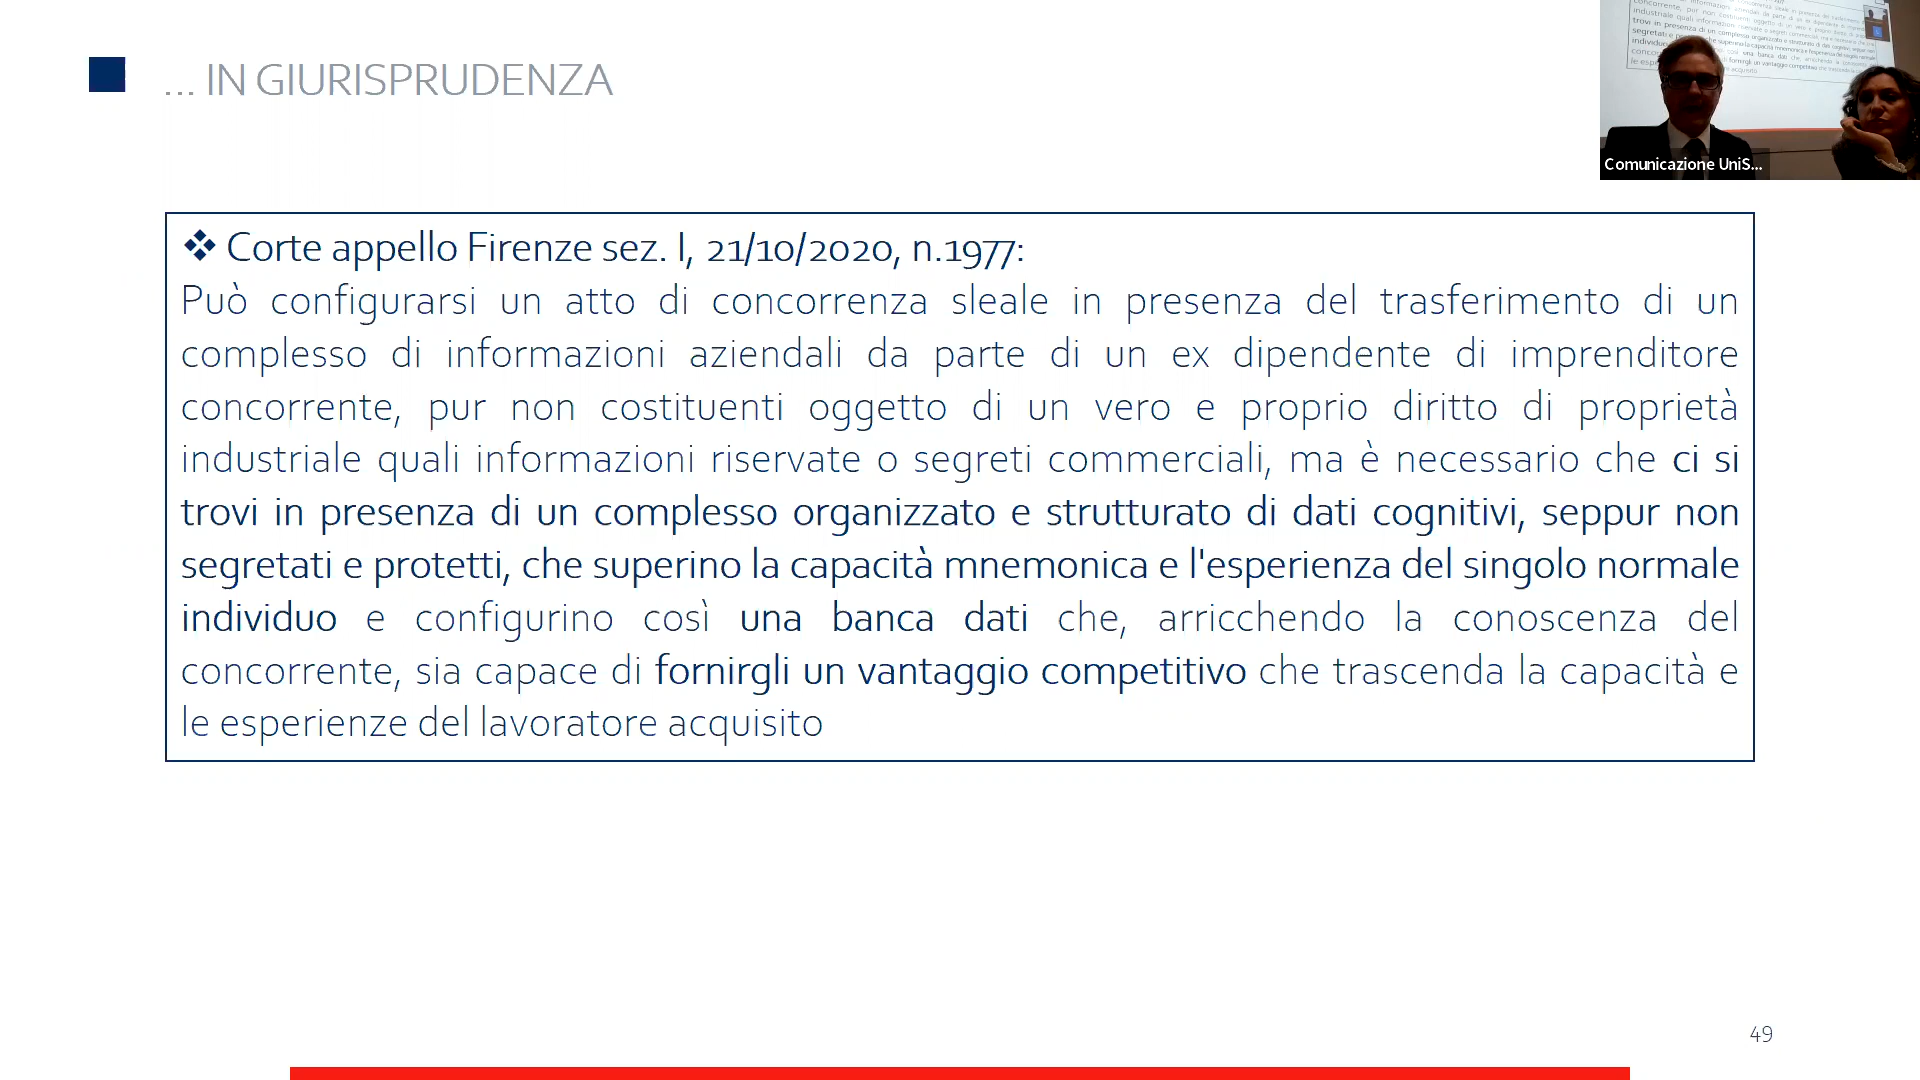 ... IN GIURISPRUDENZA
Comunicazione UniS...
❖ Corte appello Firenze sez. I, 21/10/2020, n.1977:
Può configurarsi un atto di concorrenza sleale in presenza del trasferimento di un
complesso di informazioni aziendali da parte di un ex dipendente di imprenditore
concorrente, pur non costituenti oggetto di un vero e proprio diritto di proprietà
industriale quali informazioni riservate o segreti commerciali, ma è necessario che ci si
trovi in presenza di un complesso organizzato e strutturato di dati cognitivi, seppur non
segretati e protetti, che superino la capacità mnemonica e l'esperienza del singolo normale
individuo e configurino così una banca dati che, arricchendo la conoscenza del
concorrente, sia capace di fornirgli un vantaggio competitivo che trascenda la capacità e
le esperienze del lavoratore acquisito
49